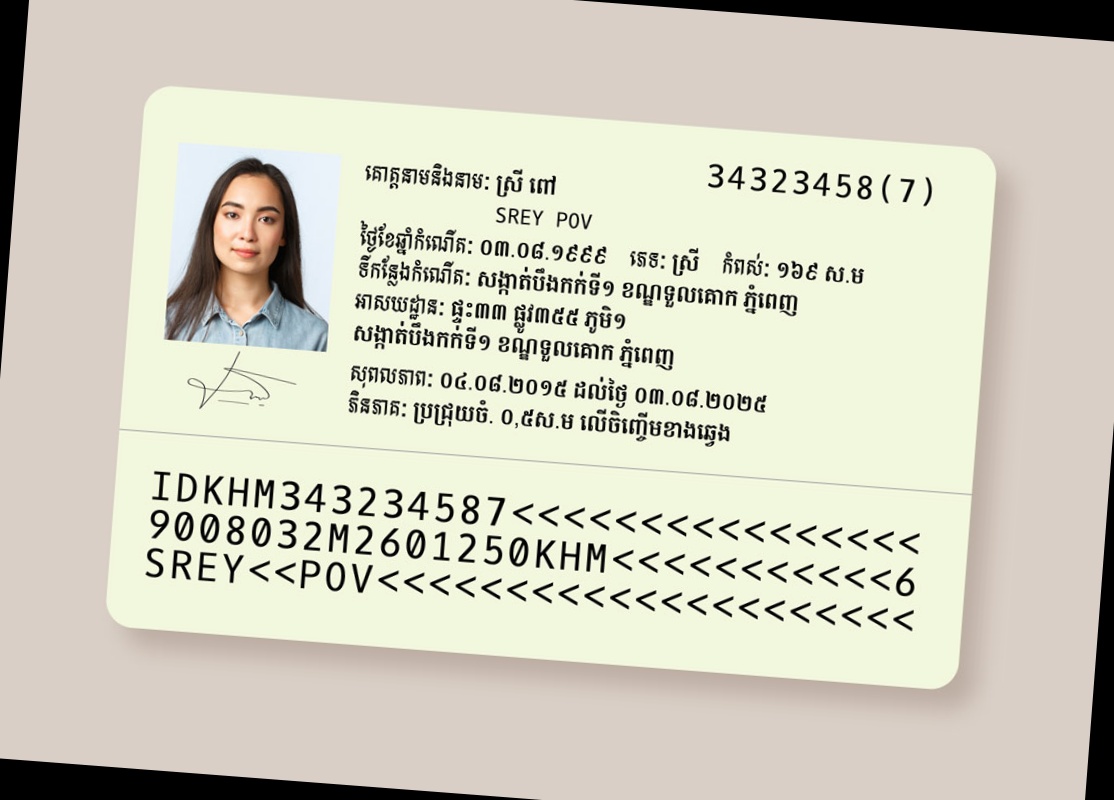 34323458(7)
គោត្តនាមនិងនាម: ស្រី ពៅ
SREY POV
ថ្ងៃខែឆ្នាំកំណើត: ០៣.០៨.១៩៩៩ ភេទ: ស្រី កំពស់: ១៦៩ ស.ម
ទីកន្លែងកំណើត: សង្កាត់បឹងកក់ទី១ ខណ្ឌទួលគោក ភ្នំពេញ
អាសយដ្ឋាន: ផ្ទះ៣៣ ផ្លូវ៣៥៥ ភូមិ១
សង្កាត់បឹងកក់ទី១ ខណ្ឌទួលគោក ភ្នំពេញ
សុពលភាព: ០៤.០៨.២០១៥ ដល់ថ្ងៃ ០៣.០៨.២០២៥
ភិនភាគ: ប្រជ្រុយចំ. ០,៥ស.ម លើចិញ្ចើមខាងឆ្វេង
IDKHM343234587<<<<<<<<<<<<<<<<
9008032M2601250KHM<<<<<<<<<<<6
SREY<<POV<<<<<<<<<<<<<<<<<<<<<